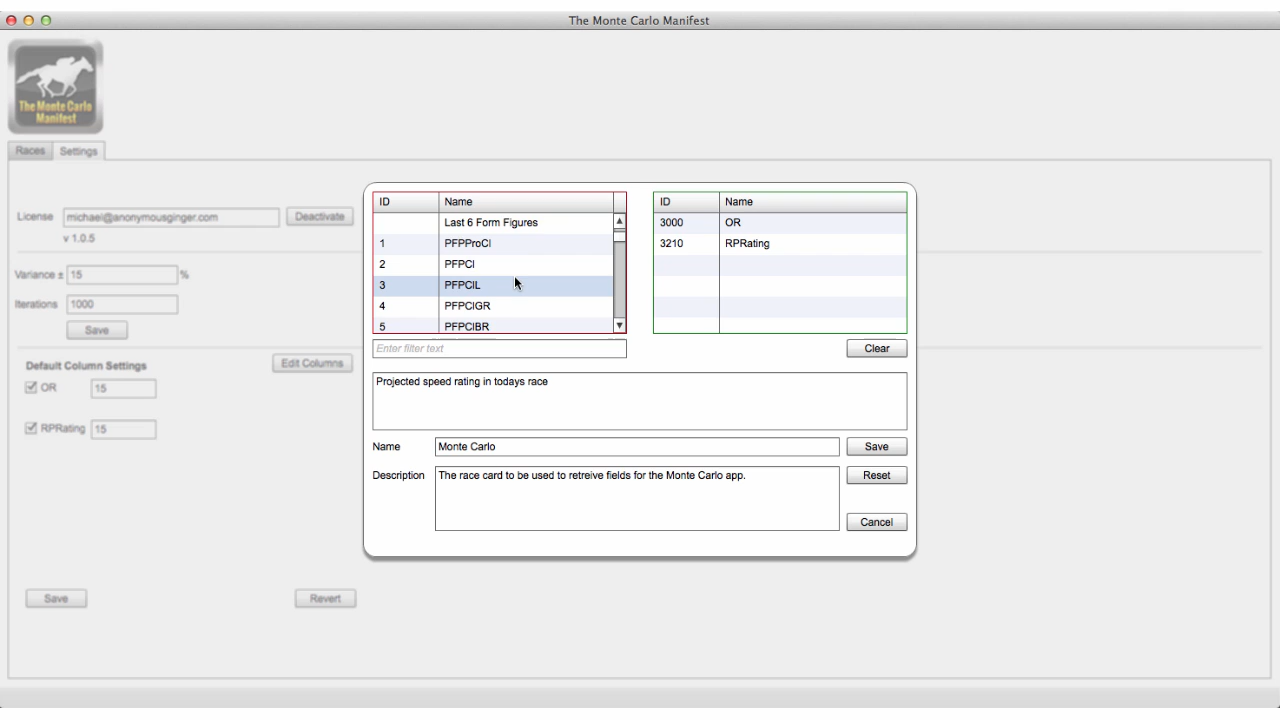 The Monte Carlo Manifest
The Monte Carlo
Manifest
Races Settings
License michael@anonymousginger.com Deactivate
v 1.0.5
Variance ± 15 %
Iterations 1000
Save
Default Column Settings Edit Columns
OR 15
RPRating 15
Save Revert
ID Name
Last 6 Form Figures
1 PFPProCI
2 PFPCI
3 PFPCIL
4 PFPCIGR
5 PFPCIBR
Enter filter text
ID Name
3000 OR
3210 RPRating
Clear
Projected speed rating in todays race
Name Monte Carlo Save
Description The race card to be used to retreive fields for the Monte Carlo app. Reset
Cancel